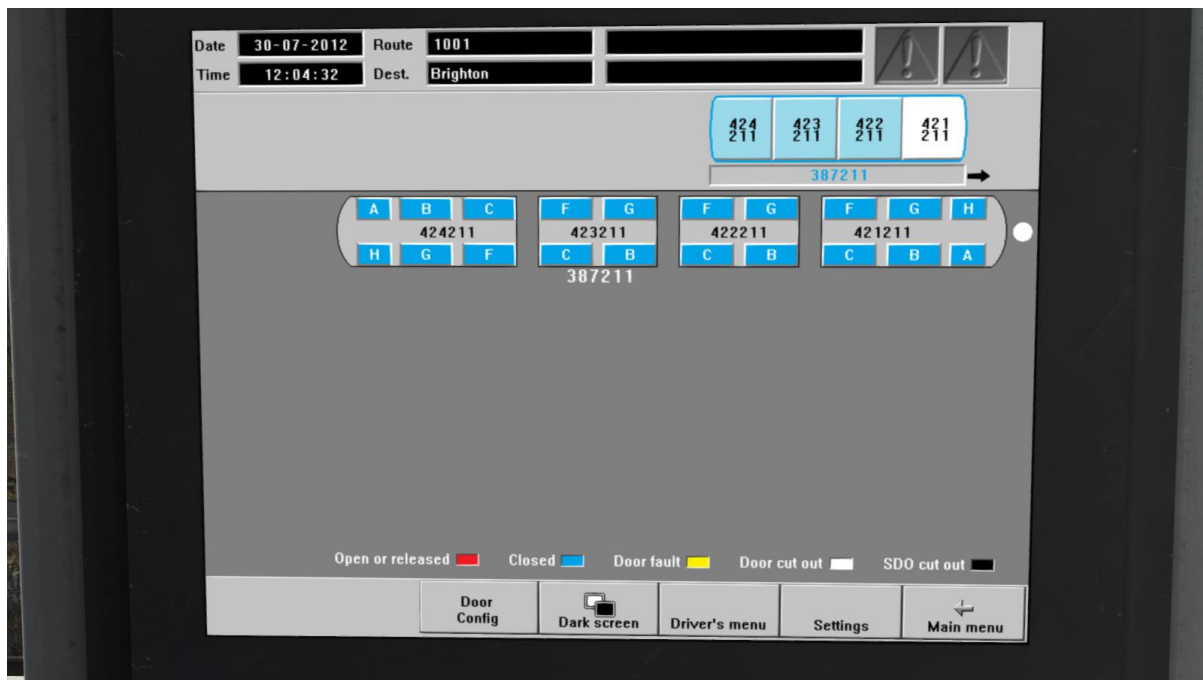 Date 30-07-2012 Route 1001
Time 12:04:32 Dest. Brighton
424 423 422 421
211 211 211 211
387211
A B C F G F G F G H
424211 423211 422211 421211
H G F C B C B C B A
387211
Open or released Closed Door fault Door cut out SDO cut out
Door
Config Dark screen Driver's menu Settings Main menu